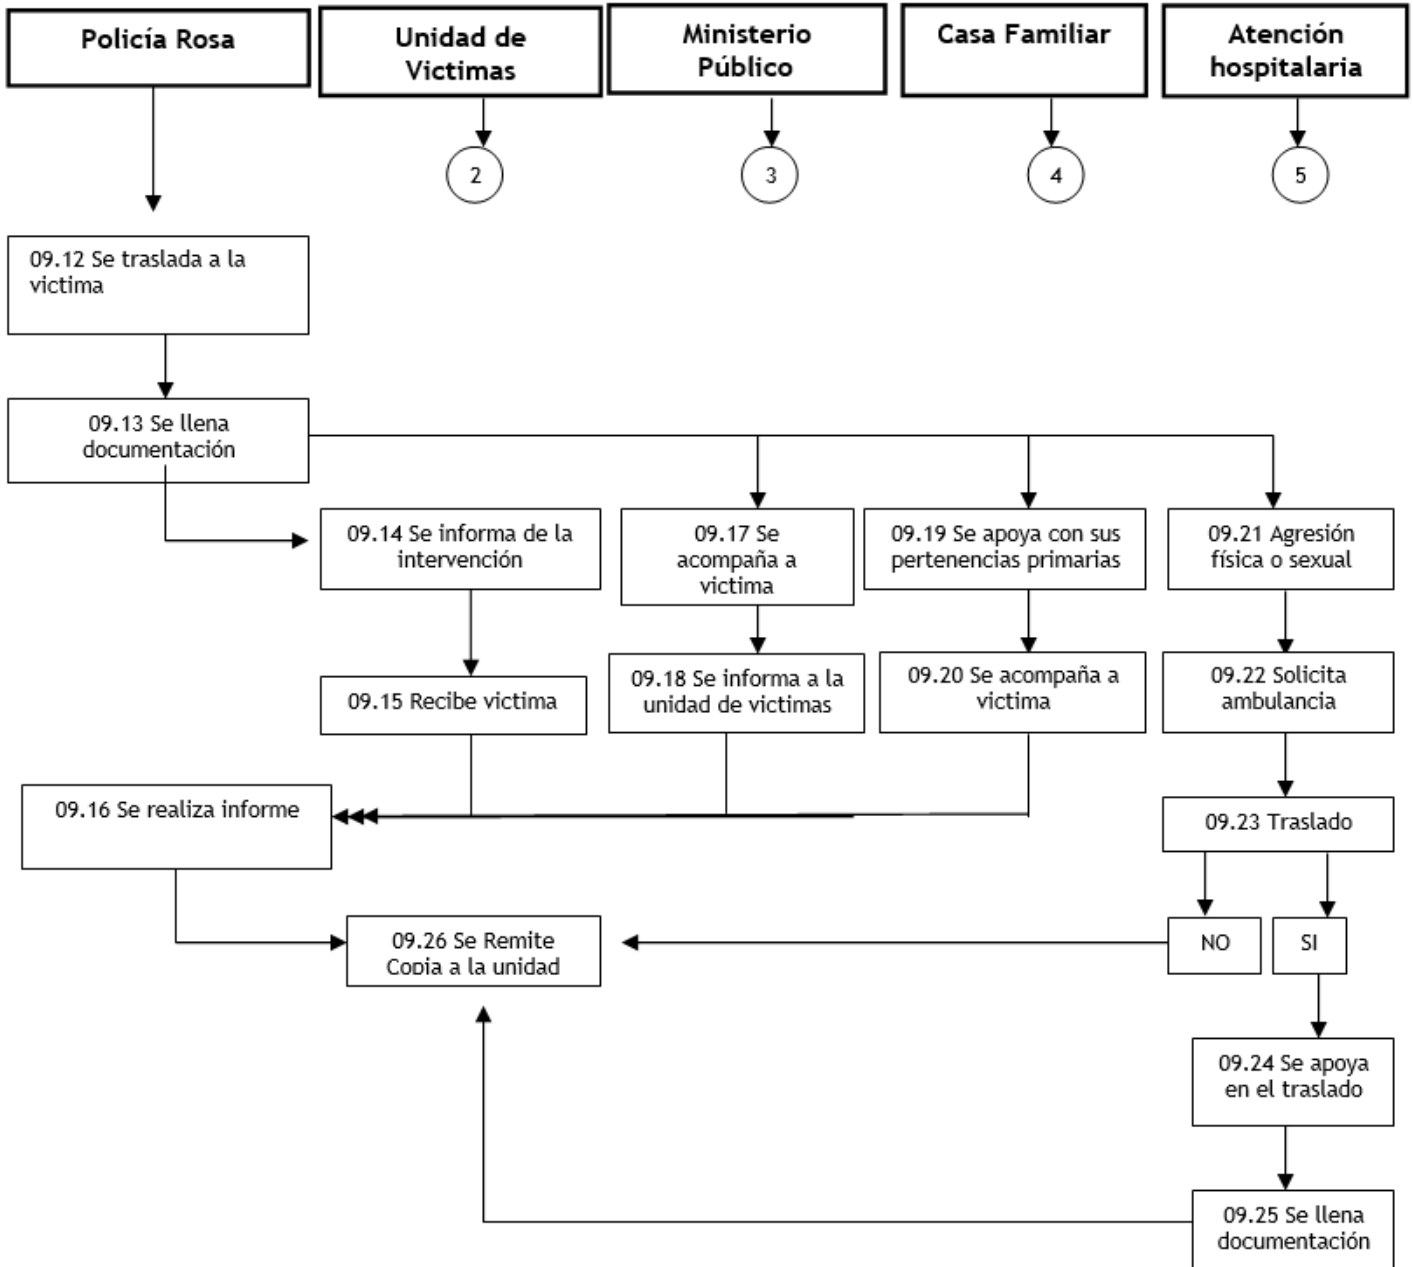 Policía Rosa
Unidad de
Victimas
Ministerio
Público
Casa Familiar
Atención
hospitalaria
2
3
4
5
09.12 Se traslada a la
victima
09.13 Se llena
documentación
09.14 Se informa de la
intervención
09.17 Se
acompaña a
victima
09.19 Se apoya con sus
pertenencias primarias
09.21 Agresión
física o sexual
09.15 Recibe victima
09.18 Se informa a la
unidad de victimas
09.20 Se acompaña a
victima
09.22 Solicita
ambulancia
09.16 Se realiza informe
09.23 Traslado
09.26 Se Remite
Copia a la unidad
NO
SI
09.24 Se apoya
en el traslado
09.25 Se llena
documentación